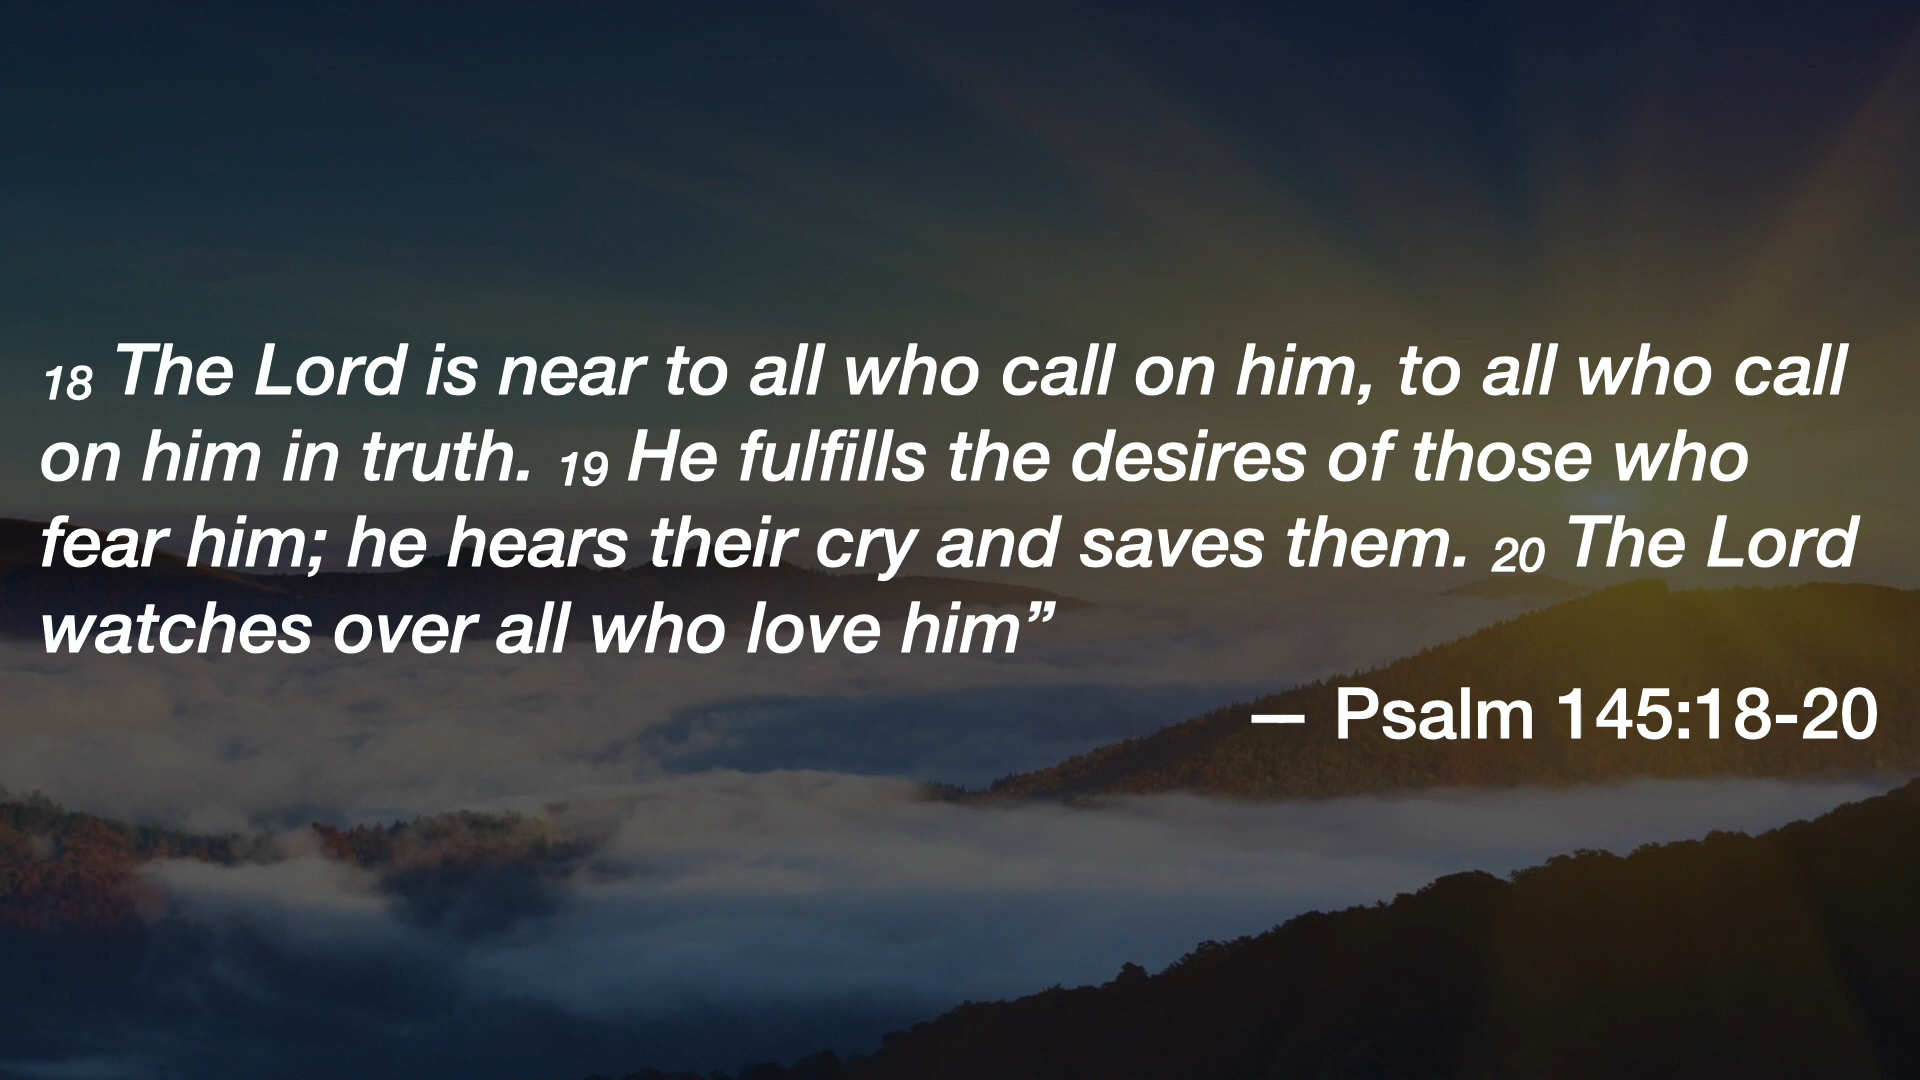 18 The Lord is near to all who call on him, to all who call
on him in truth. 19 He fulfills the desires of those who
fear him; he hears their cry and saves them. 20 The Lord
watches over all who love him”
— Psalm 145:18-20